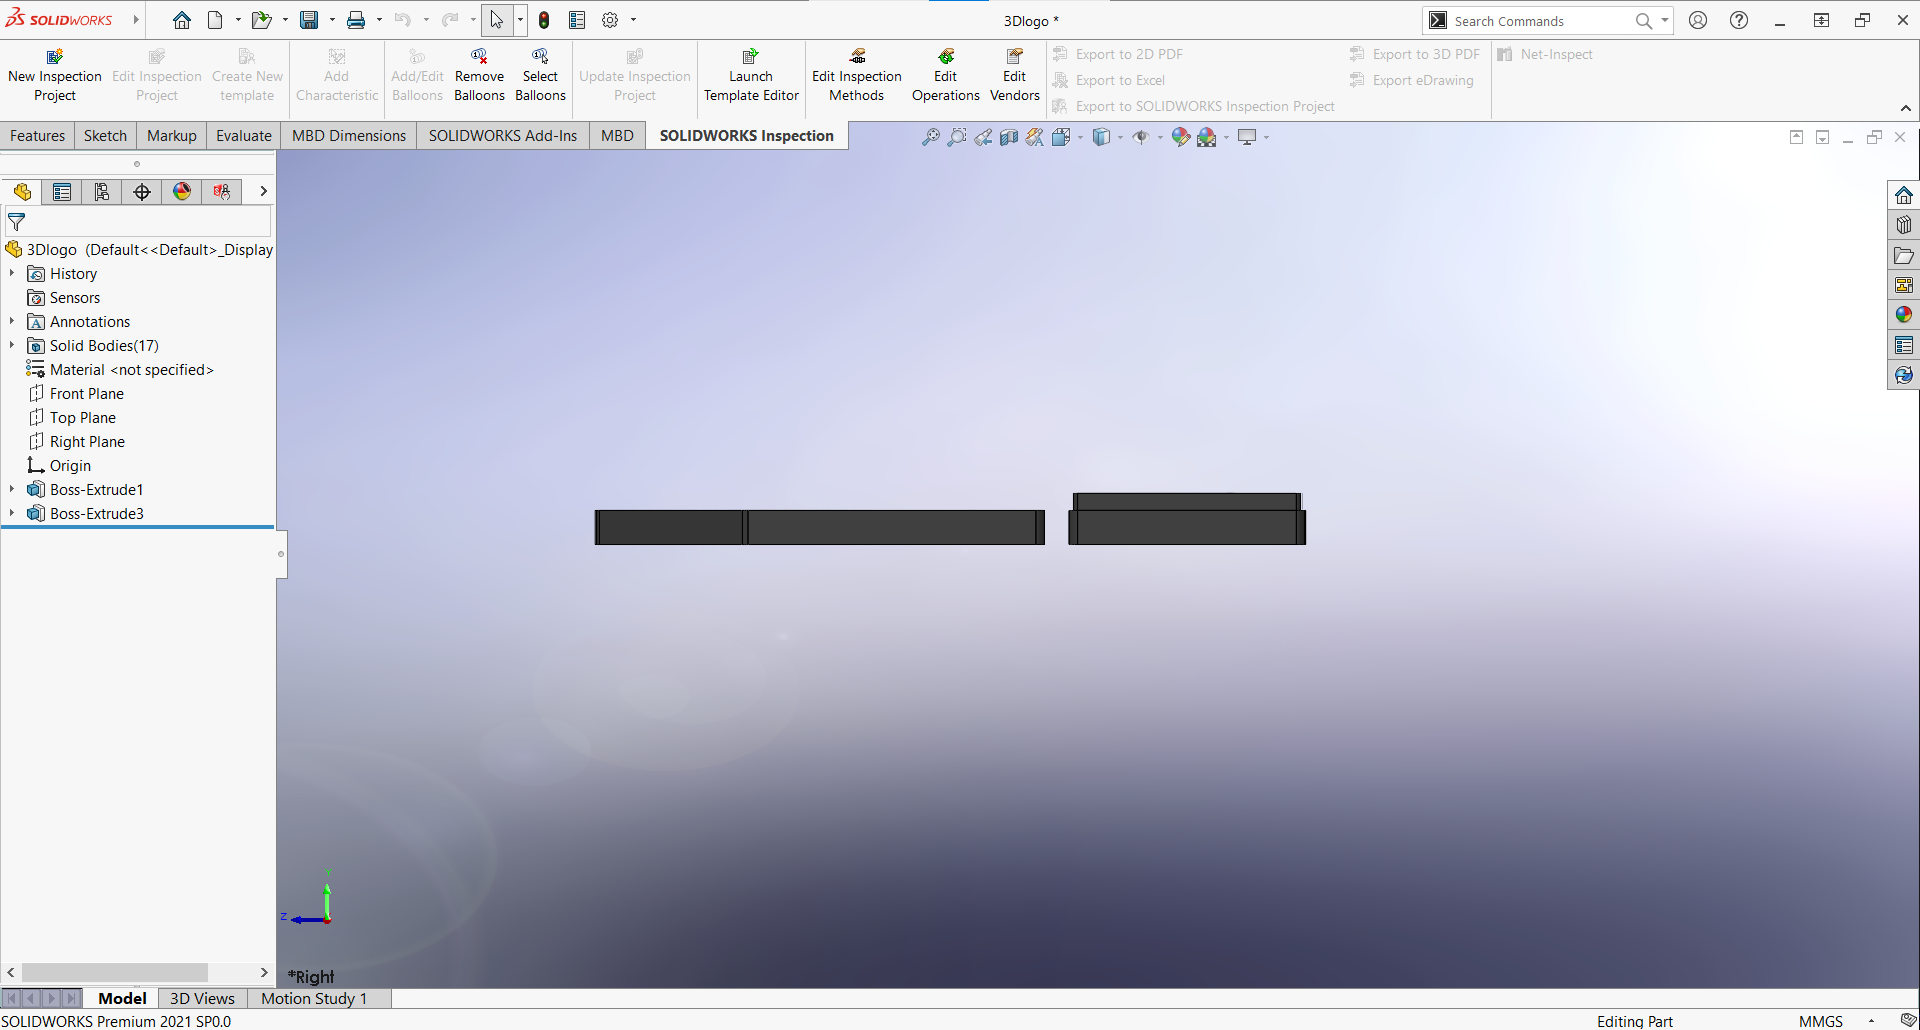 SOLIDWORKS
3Dlogo *
Search Commands
New Inspection
Project
Edit Inspection
Project
Create New
template
Add
Characteristic
Add/Edit
Balloons
Remove
Balloons
Select
Balloons
Update Inspection
Project
Launch
Template Editor
Edit Inspection
Methods
Edit
Operations
Edit
Vendors
Export to 2D PDF
Export to Excel
Export to SOLIDWORKS Inspection Project
Export to 3D PDF
Export eDrawing
Net-Inspect
Features
Sketch
Markup
Evaluate
MBD Dimensions
SOLIDWORKS Add-Ins
MBD
SOLIDWORKS Inspection
3Dlogo (Default<<Default>_Display
History
Sensors
Annotations
Solid Bodies(17)
Material <not specified>
Front Plane
Top Plane
Right Plane
Origin
Boss-Extrude1
Boss-Extrude3
Y
Z
*Right
Model
3D Views
Motion Study 1
SOLIDWORKS Premium 2021 SP0.0
Editing Part
MMGS